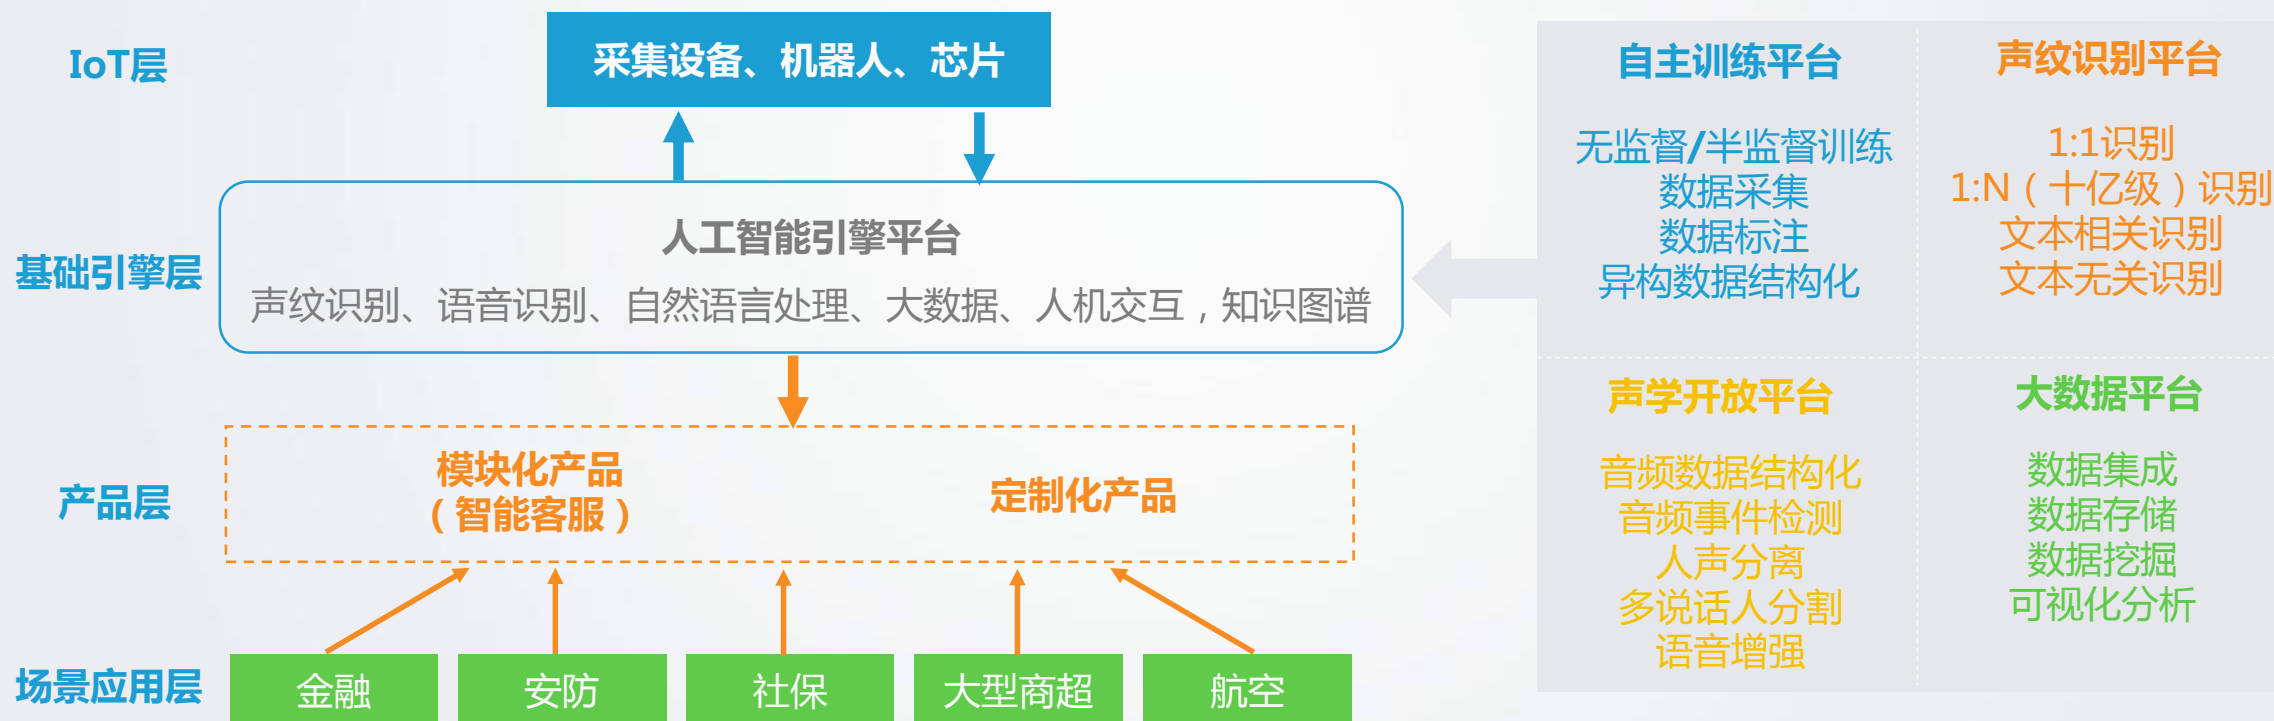 IoT层
采集设备、机器人、芯片
基础引擎层
人工智能引擎平台
声纹识别、语音识别、自然语言处理、大数据、人机交互，知识图谱
产品层
模块化产品
（智能客服）
定制化产品
场景应用层
金融
安防
社保
大型商超
航空
自主训练平台
无监督/半监督训练
数据采集
数据标注
异构数据结构化
声纹识别平台
1:1识别
1:N（十亿级）识别
文本相关识别
文本无关识别
声学开放平台
音频数据结构化
音频事件检测
人声分离
多说话人分割
语音增强
大数据平台
数据集成
数据存储
数据挖掘
可视化分析